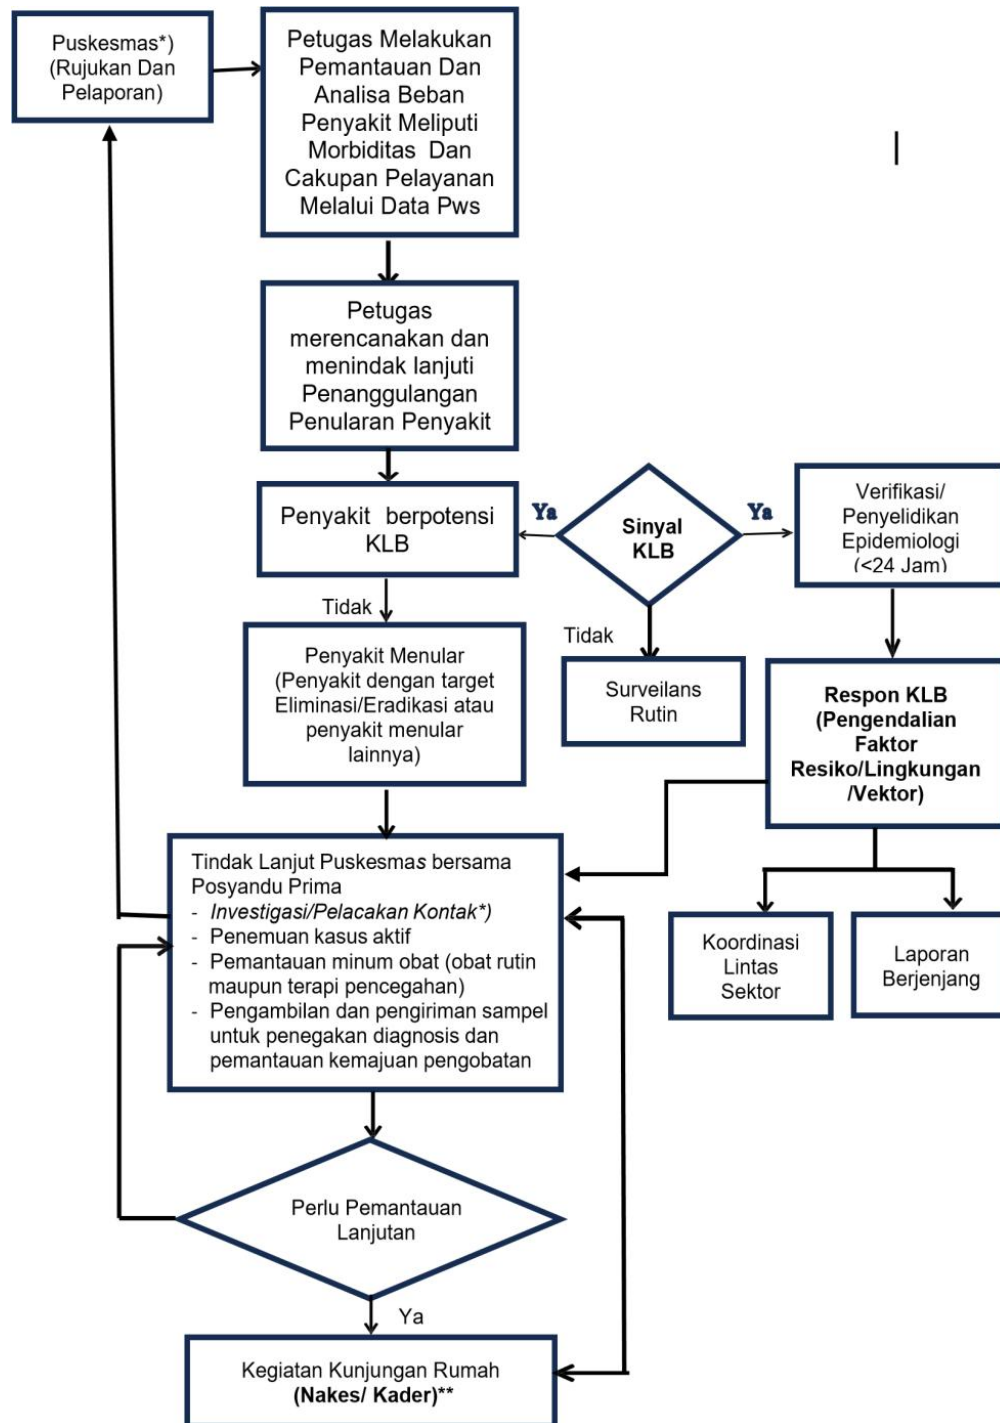 Puskesmas*)
(Rujukan Dan
Pelaporan)
Petugas Melakukan
Pemantauan Dan
Analisa Beban
Penyakit Meliputi
Morbiditas Dan
Cakupan Pelayanan
Melalui Data Pws
Petugas
merencanakan dan
menindak lanjuti
Penanggulangan
Penularan Penyakit
Penyakit berpotensi
KLB
Ya
Sinyal
KLB
Ya
Verifikasi/
Penyelidikan
Epidemiologi
(<24 Jam)
Tidak
Tidak
Penyakit Menular
(Penyakit dengan target
Eliminasi/Eradikasi atau
penyakit menular
lainnya)
Surveilans
Rutin
Respon KLB
(Pengendalian
Faktor
Resiko/Lingkungan
/Vektor)
Tindak Lanjut Puskesmas bersama
Posyandu Prima
- Investigasi/Pelacakan Kontak*)
- Penemuan kasus aktif
- Pemantauan minum obat (obat rutin
maupun terapi pencegahan)
- Pengambilan dan pengiriman sampel
untuk penegakan diagnosis dan
pemantauan kemajuan pengobatan
Koordinasi
Lintas
Sektor
Laporan
Berjenjang
Perlu Pemantauan
Lanjutan
Ya
Kegiatan Kunjungan Rumah
(Nakes/ Kader)**